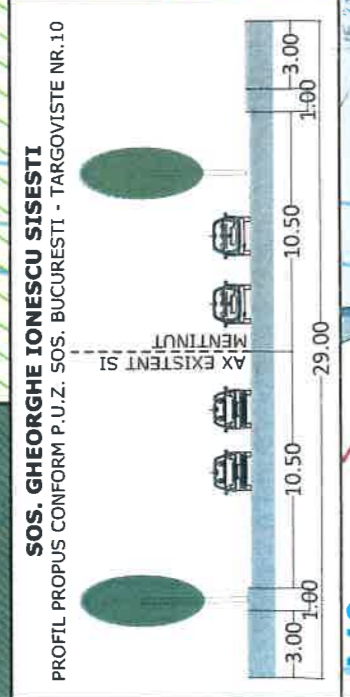 SOS. GHEORGHE IONESCU SISESTI
PROFIL PROPUS CONFORM P.U.Z. SOS. BUCURESTI - TARGOVISTE NR.10
AX EXISTENT SI
MENTINUT
3.00
1.00
10.50
10.50
1.00
3.00
29.00